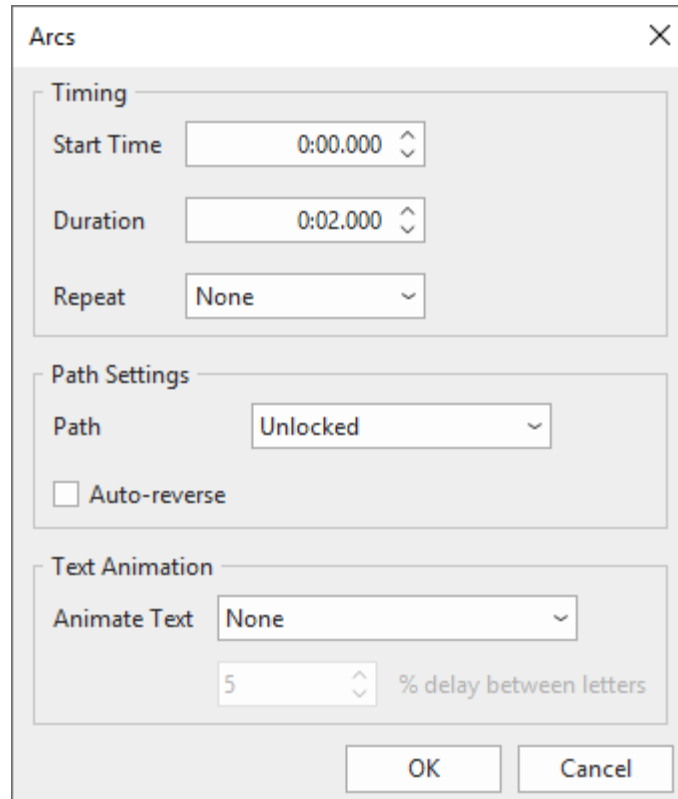 Arcs
Timing
Start Time 0:00.000
Duration 0:02.000
Repeat None
Path Settings
Path Unlocked
Auto-reverse
Text Animation
Animate Text None
5 % delay between letters
OK Cancel